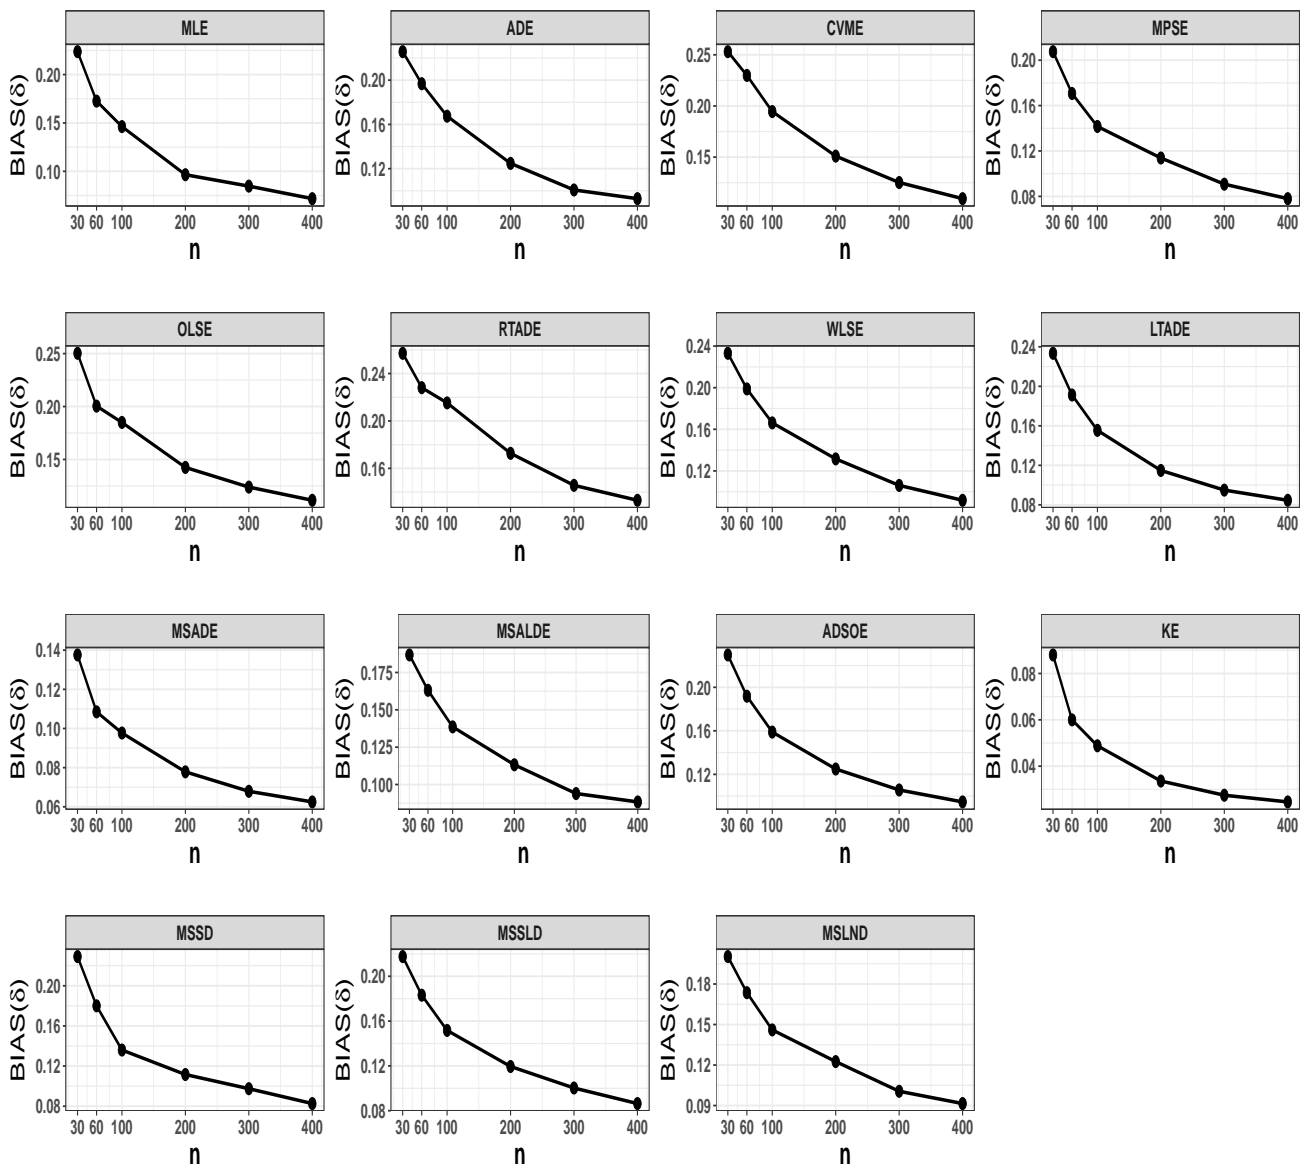 MLE
ADE
CVME
MPSE
BIAS(δ)
0.20
0.15
0.10
30 60 100 200 300 400
n
BIAS(δ)
0.20
0.16
0.12
30 60 100 200 300 400
n
BIAS(δ)
0.25
0.20
0.15
30 60 100 200 300 400
n
BIAS(δ)
0.20
0.16
0.12
0.08
30 60 100 200 300 400
n
OLSE
RTADE
WLSE
LTADE
BIAS(δ)
0.25
0.20
0.15
30 60 100 200 300 400
n
BIAS(δ)
0.24
0.20
0.16
30 60 100 200 300 400
n
BIAS(δ)
0.24
0.20
0.16
0.12
30 60 100 200 300 400
n
BIAS(δ)
0.24
0.20
0.16
0.12
0.08
30 60 100 200 300 400
n
MSADE
MSALDE
ADSOE
KE
BIAS(δ)
0.14
0.12
0.10
0.08
0.06
30 60 100 200 300 400
n
BIAS(δ)
0.175
0.150
0.125
0.100
30 60 100 200 300 400
n
BIAS(δ)
0.20
0.16
0.12
30 60 100 200 300 400
n
BIAS(δ)
0.08
0.06
0.04
30 60 100 200 300 400
n
MSSD
MSSLD
MSLND
BIAS(δ)
0.20
0.16
0.12
0.08
30 60 100 200 300 400
n
BIAS(δ)
0.20
0.16
0.12
0.08
30 60 100 200 300 400
n
BIAS(δ)
0.18
0.15
0.12
0.09
30 60 100 200 300 400
n